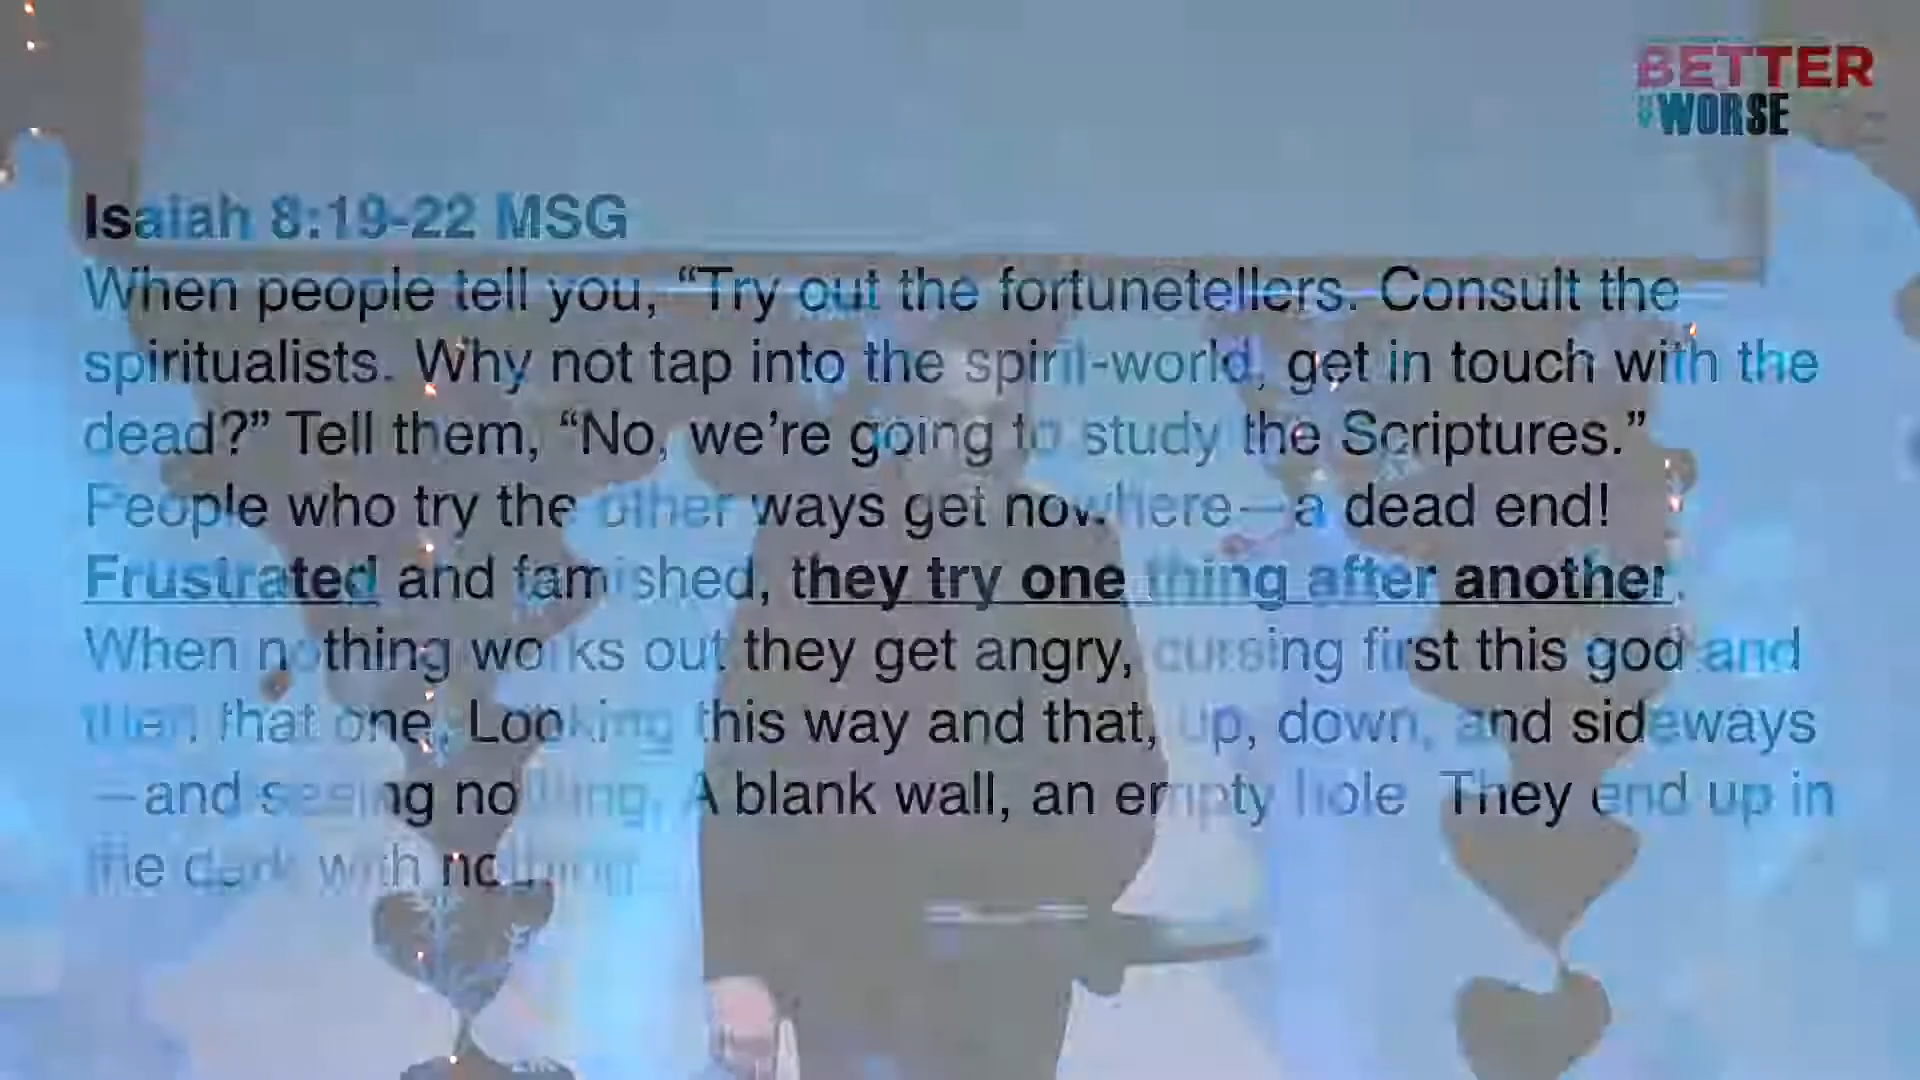 BETTER
OR WORSE
Isaiah 8:19-22 MSG
When people tell you, “Try out the fortunetellers. Consult the
spiritualists. Why not tap into the spirit-world, get in touch with the
dead?” Tell them, “No, we’re going to study the Scriptures.”
People who try the other ways get nowhere—a dead end!
Frustrated and famished, they try one thing after another.
When nothing works out they get angry, cursing first this god and
then that one. Looking this way and that, up, down, and sideways
—and seeing nothing. A blank wall, an empty hole. They end up in
the dark with nothing.